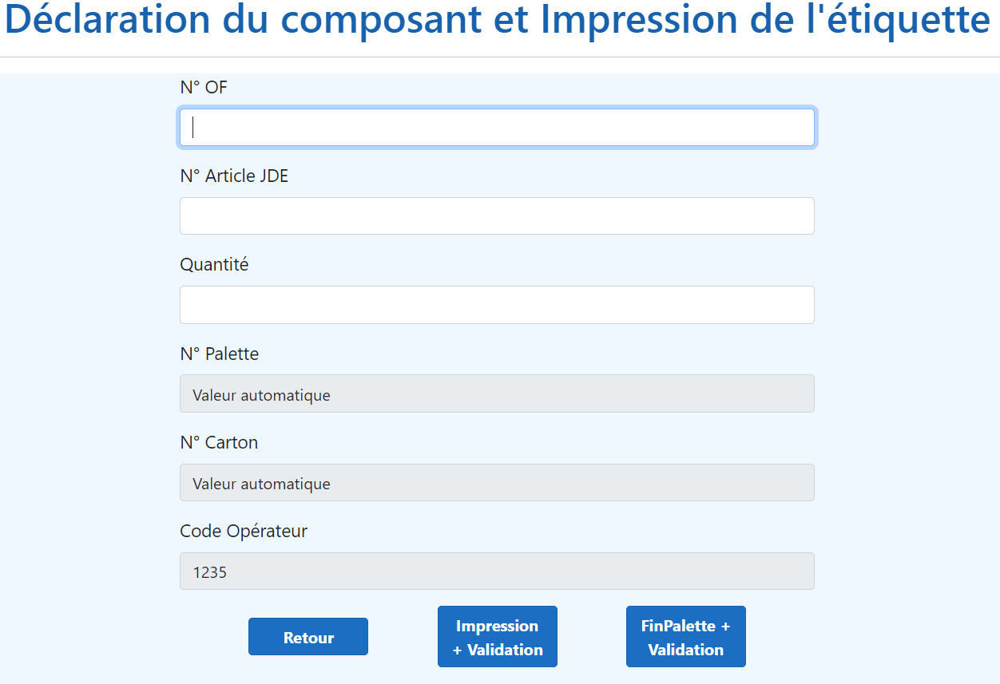 Déclaration du composant et Impression de l'étiquette
N° OF
N° Article JDE
Quantité
N° Palette
Valeur automatique
N° Carton
Valeur automatique
Code Opérateur
1235
Retour
Impression
+ Validation
FinPalette +
Validation